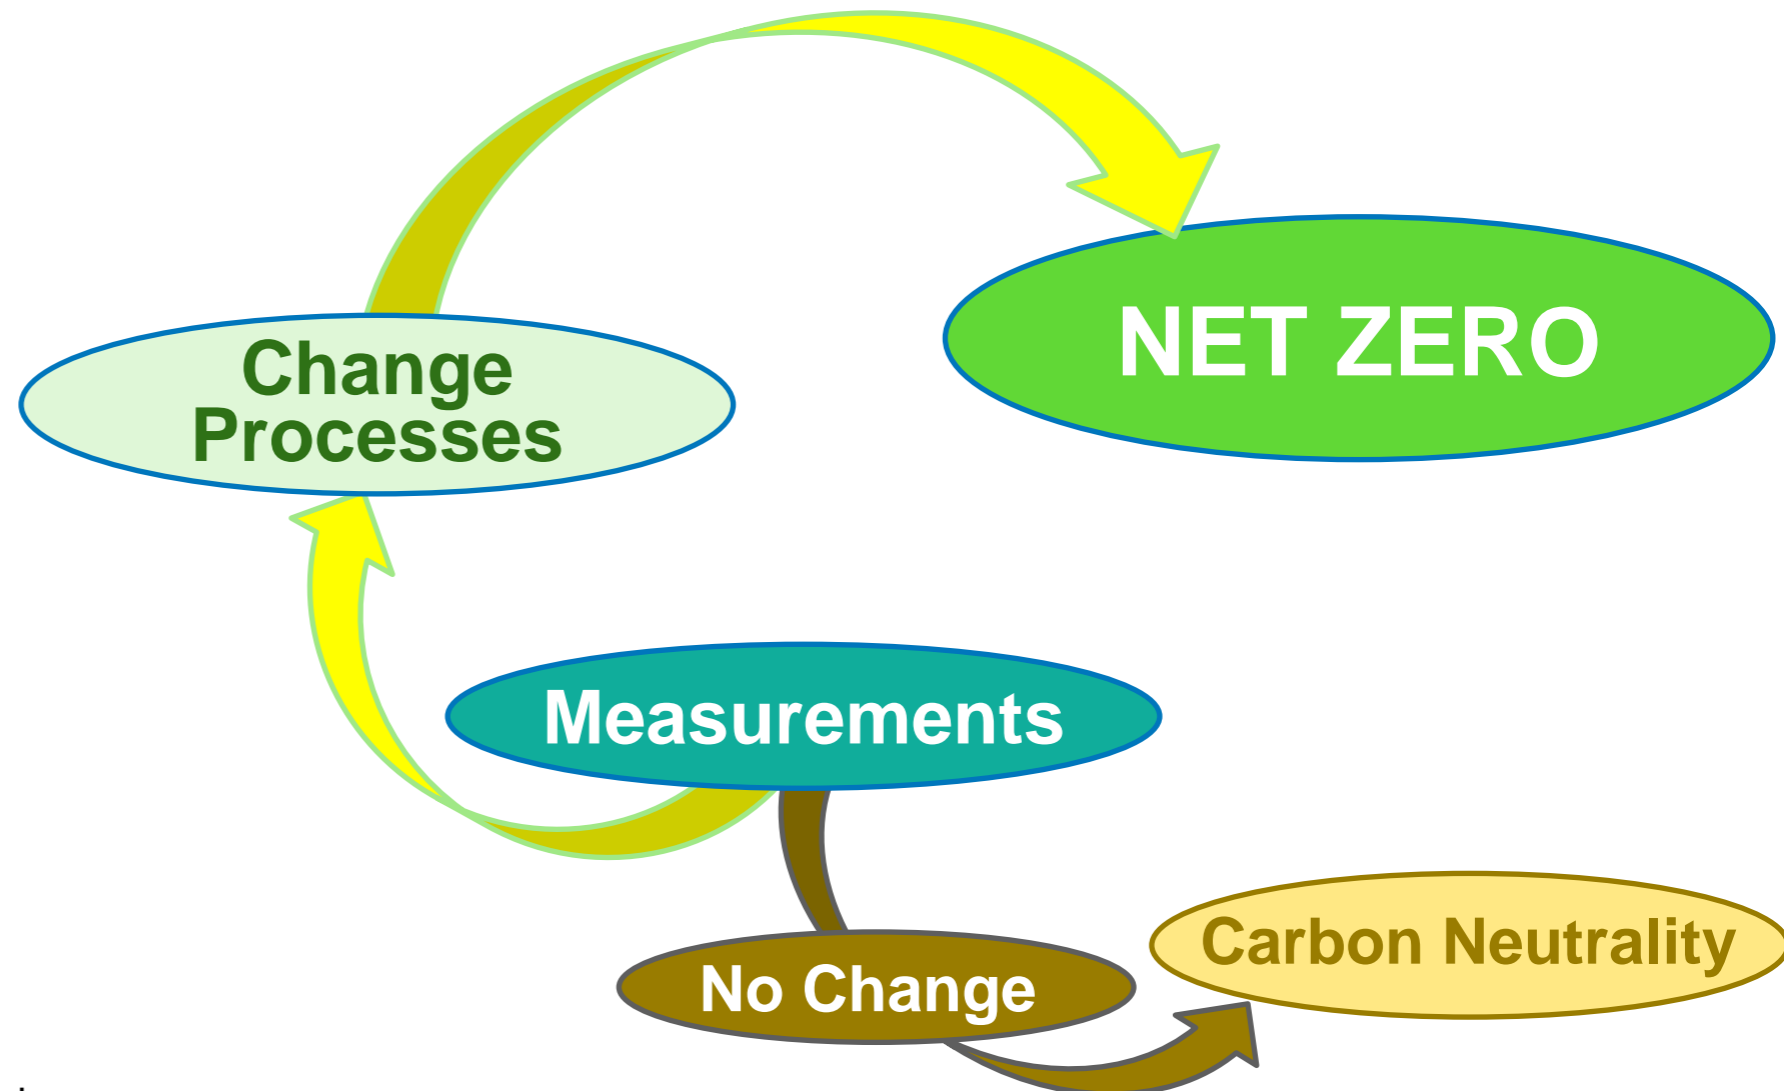 NET ZERO
Change
Processes
Measurements
Carbon Neutrality
No Change